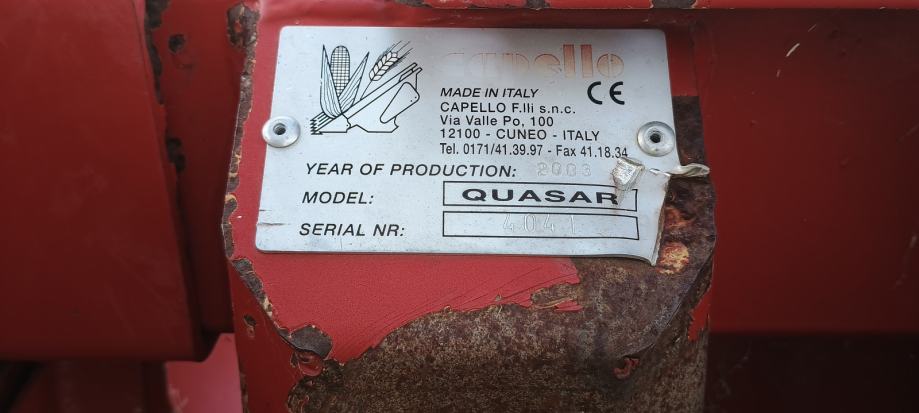 capello
CE
MADE IN ITALY
CAPELLO F.lli s.n.c.
Via Valle Po, 100
12100 - CUNEO - ITALY
Tel. 0171/41.39.97 - Fax 41.18.34
YEAR OF PRODUCTION: 2003
MODEL: QUASAR
SERIAL NR: 4041